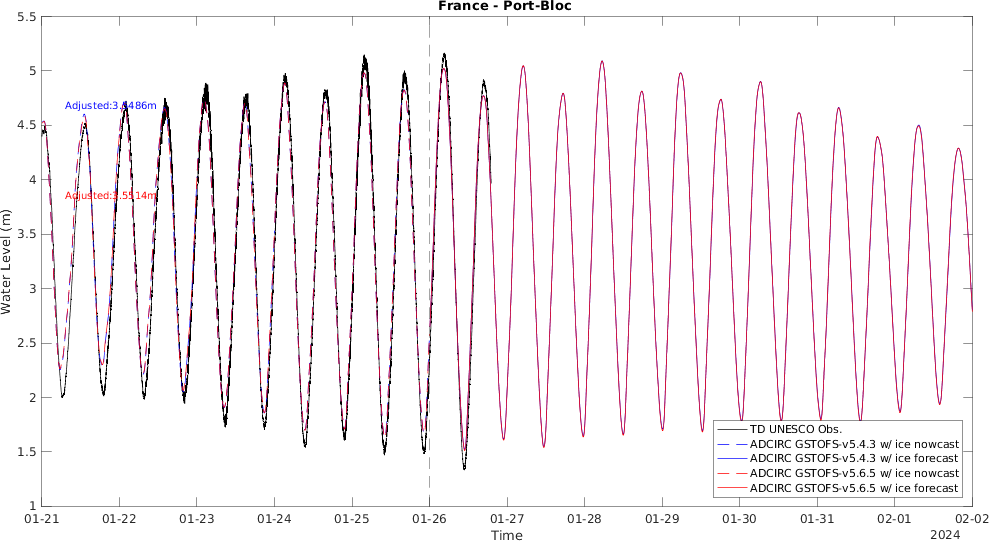 France - Port-Bloc
5.5
5
4.5
4
3.5
3
2.5
2
1.5
1
Water Level (m)
Adjusted:3.
486m
Adjusted:3.5514m
TD UNESCO Obs.
ADCIRC GSTOFS-v5.4.3 w/ ice nowcast
ADCIRC GSTOFS-v5.4.3 w/ ice forecast
ADCIRC GSTOFS-v5.6.5 w/ ice nowcast
ADCIRC GSTOFS-v5.6.5 w/ ice forecast
01-21 01-22 01-23 01-24 01-25 01-26 01-27 01-28 01-29 01-30 01-31 02-01 02-02
Time
2024